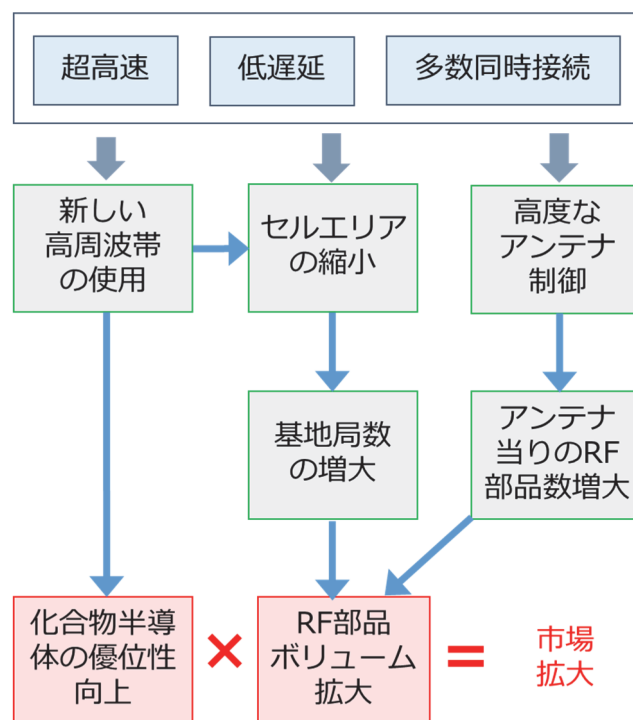 超高速
低遅延
多数同時接続
新しい
高周波帯
の使用
セルエリア
の縮小
高度な
アンテナ
制御
基地局数
の増大
アンテナ
当りのRF
部品数増大
化合物半導
体の優位性
向上
×
RF部品
ボリューム
拡大
=
市場
拡大